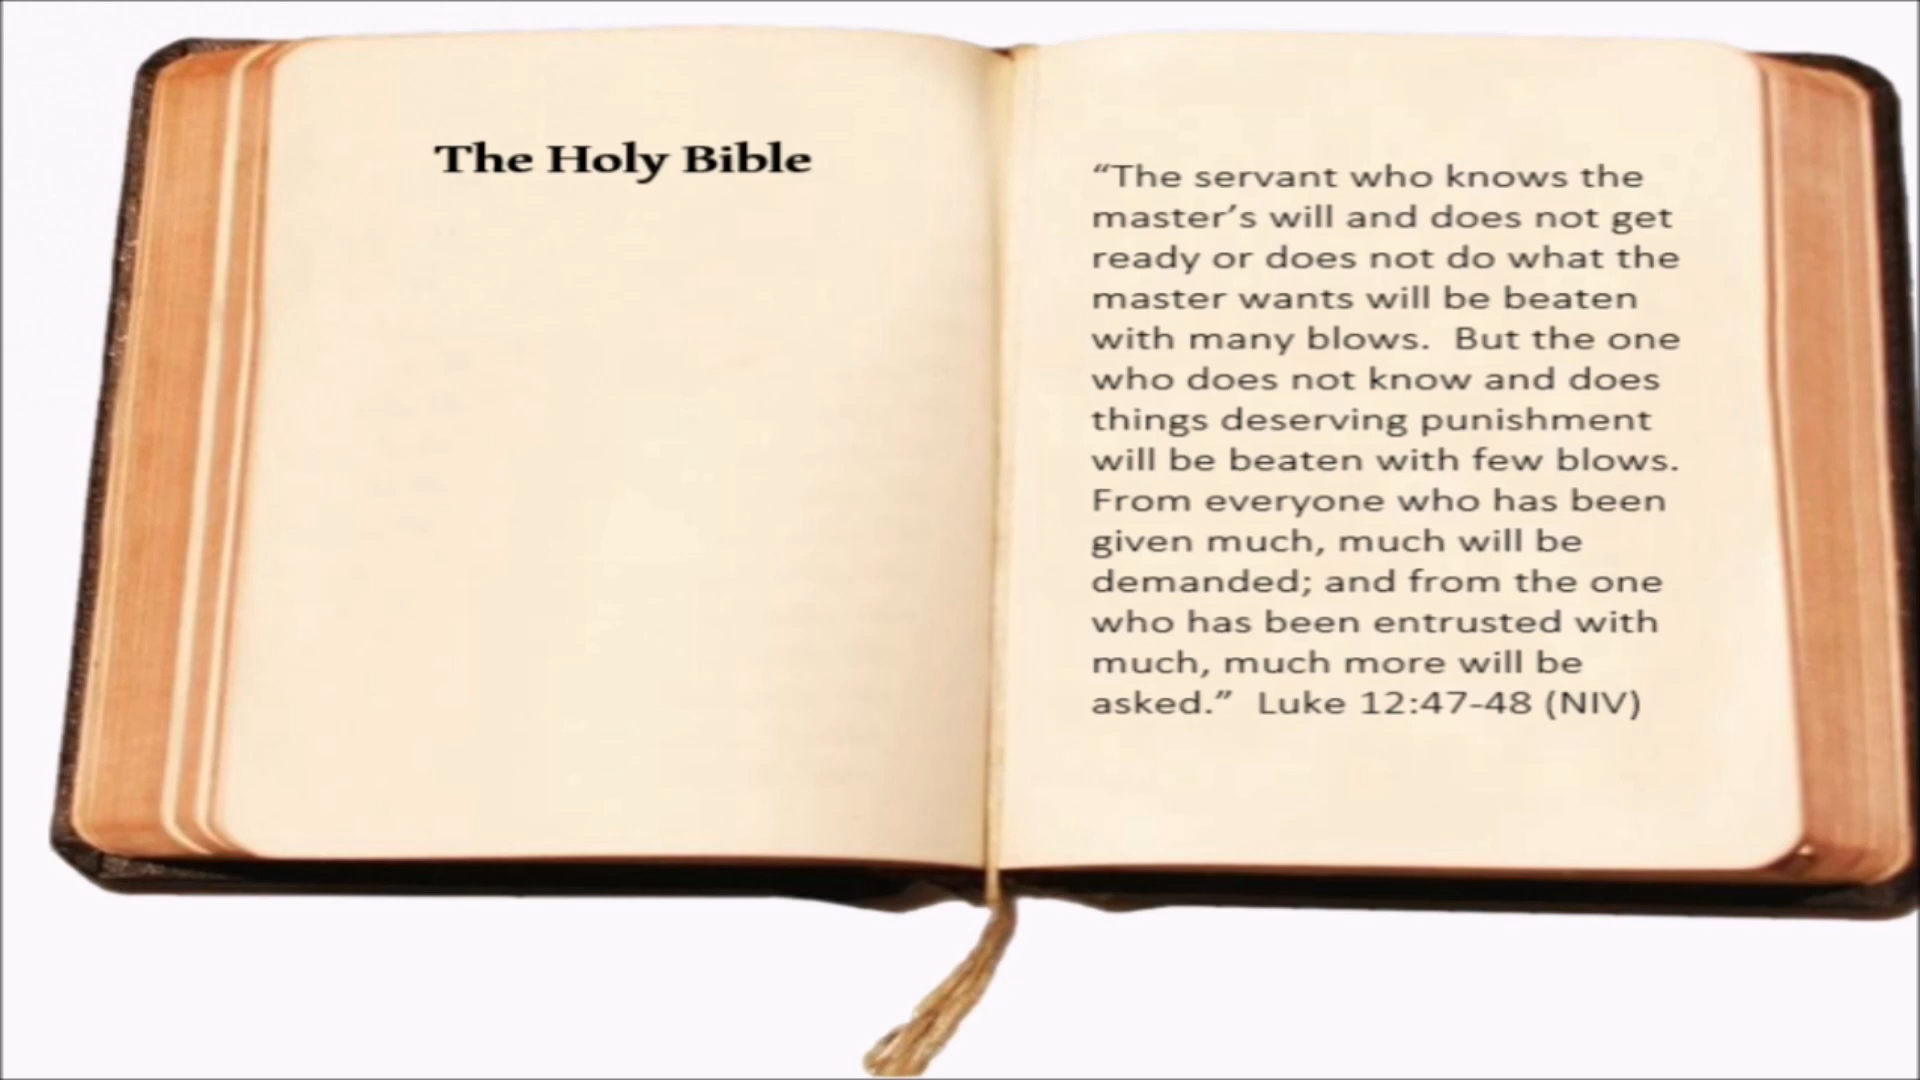 The Holy Bible
“The servant who knows the
master’s will and does not get
ready or does not do what the
master wants will be beaten
with many blows.  But the one
who does not know and does
things deserving punishment
will be beaten with few blows.
From everyone who has been
given much, much will be
demanded; and from the one
who has been entrusted with
much, much more will be
asked.”  Luke 12:47-48 (NIV)